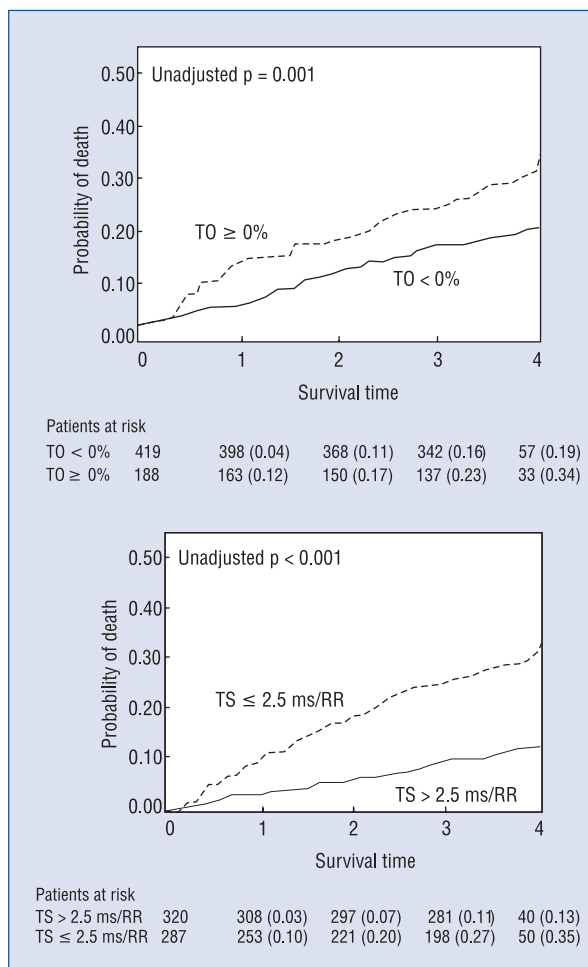 Unadjusted p = 0.001
0.50
0.40
0.30
0.20
0.10
0.00
Probability of death
TO ≥ 0%
TO < 0%
0 1 2 3 4
Survival time
Patients at risk
TO < 0% 419 398 (0.04) 368 (0.11) 342 (0.16) 57 (0.19)
TO ≥ 0% 188 163 (0.12) 150 (0.17) 137 (0.23) 33 (0.34)
Unadjusted p < 0.001
0.50
0.40
0.30
0.20
0.10
0.00
Probability of death
TS ≤ 2.5 ms/RR
TS > 2.5 ms/RR
0 1 2 3 4
Survival time
Patients at risk
TS > 2.5 ms/RR 320 308 (0.03) 297 (0.07) 281 (0.11) 40 (0.13)
TS ≤ 2.5 ms/RR 287 253 (0.10) 221 (0.20) 198 (0.27) 50 (0.35)